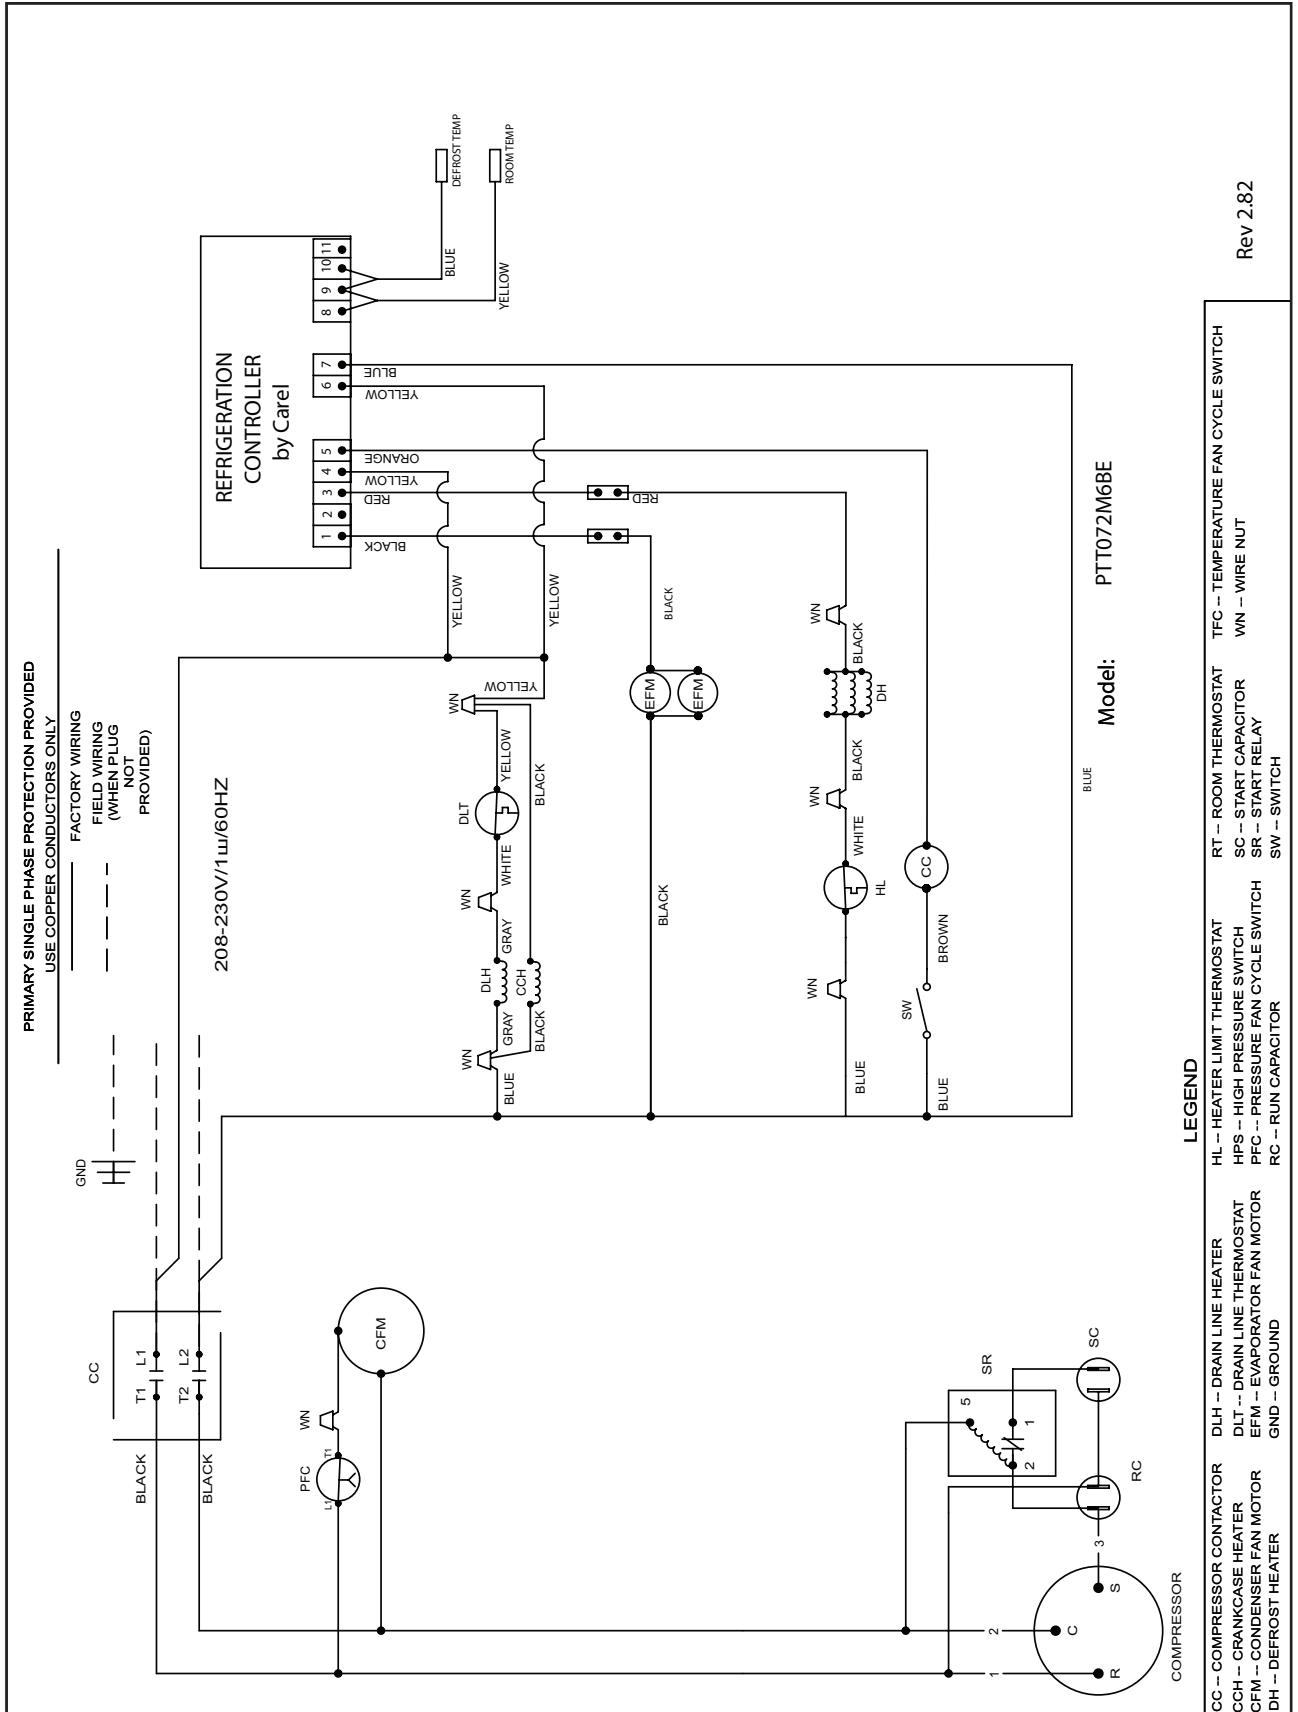 PRIMARY SINGLE PHASE PROTECTION PROVIDED
USE COPPER CONDUCTORS ONLY
FACTORY WIRING
FIELD WIRING
(WHEN PLUG
NOT
PROVIDED)
208-230V/1ш/60HZ
GND
CC
T1
L1
T2
L2
BLACK
BLACK
PFC
L1
T1
WN
CFM
REFRIGERATION
CONTROLLER
by Carel
1
2
3
4
5
6
7
8
9
10
11
BLACK
RED
YELLOW
ORANGE
YELLOW
BLUE
BLUE
YELLOW
DEFROST TEMP
ROOM TEMP
YELLOW
YELLOW
YELLOW
WN
DLT
YELLOW
BLACK
WHITE
WN
GRAY
DLH
CCH
GRAY
BLACK
WN
BLUE
BLACK
EFM
EFM
BLACK
RED
WN
BLACK
DH
BLACK
WN
WHITE
HL
WN
BLUE
CC
BROWN
SW
BLUE
BLUE
Model:
PTT072M6BE
Rev 2.82
SR
5
1
2
SC
RC
1
2
3
R
C
S
COMPRESSOR
LEGEND
CC -- COMPRESSOR CONTACTOR
CCH -- CRANKCASE HEATER
CFM -- CONDENSER FAN MOTOR
DH -- DEFROST HEATER
DLH -- DRAIN LINE HEATER
DLT -- DRAIN LINE THERMOSTAT
EFM -- EVAPORATOR FAN MOTOR
GND -- GROUND
HL -- HEATER LIMIT THERMOSTAT
HPS -- HIGH PRESSURE SWITCH
PFC -- PRESSURE FAN CYCLE SWITCH
RC -- RUN CAPACITOR
RT -- ROOM THERMOSTAT
SC -- START CAPACITOR
SR -- START RELAY
SW -- SWITCH
TFC -- TEMPERATURE FAN CYCLE SWITCH
WN -- WIRE NUT